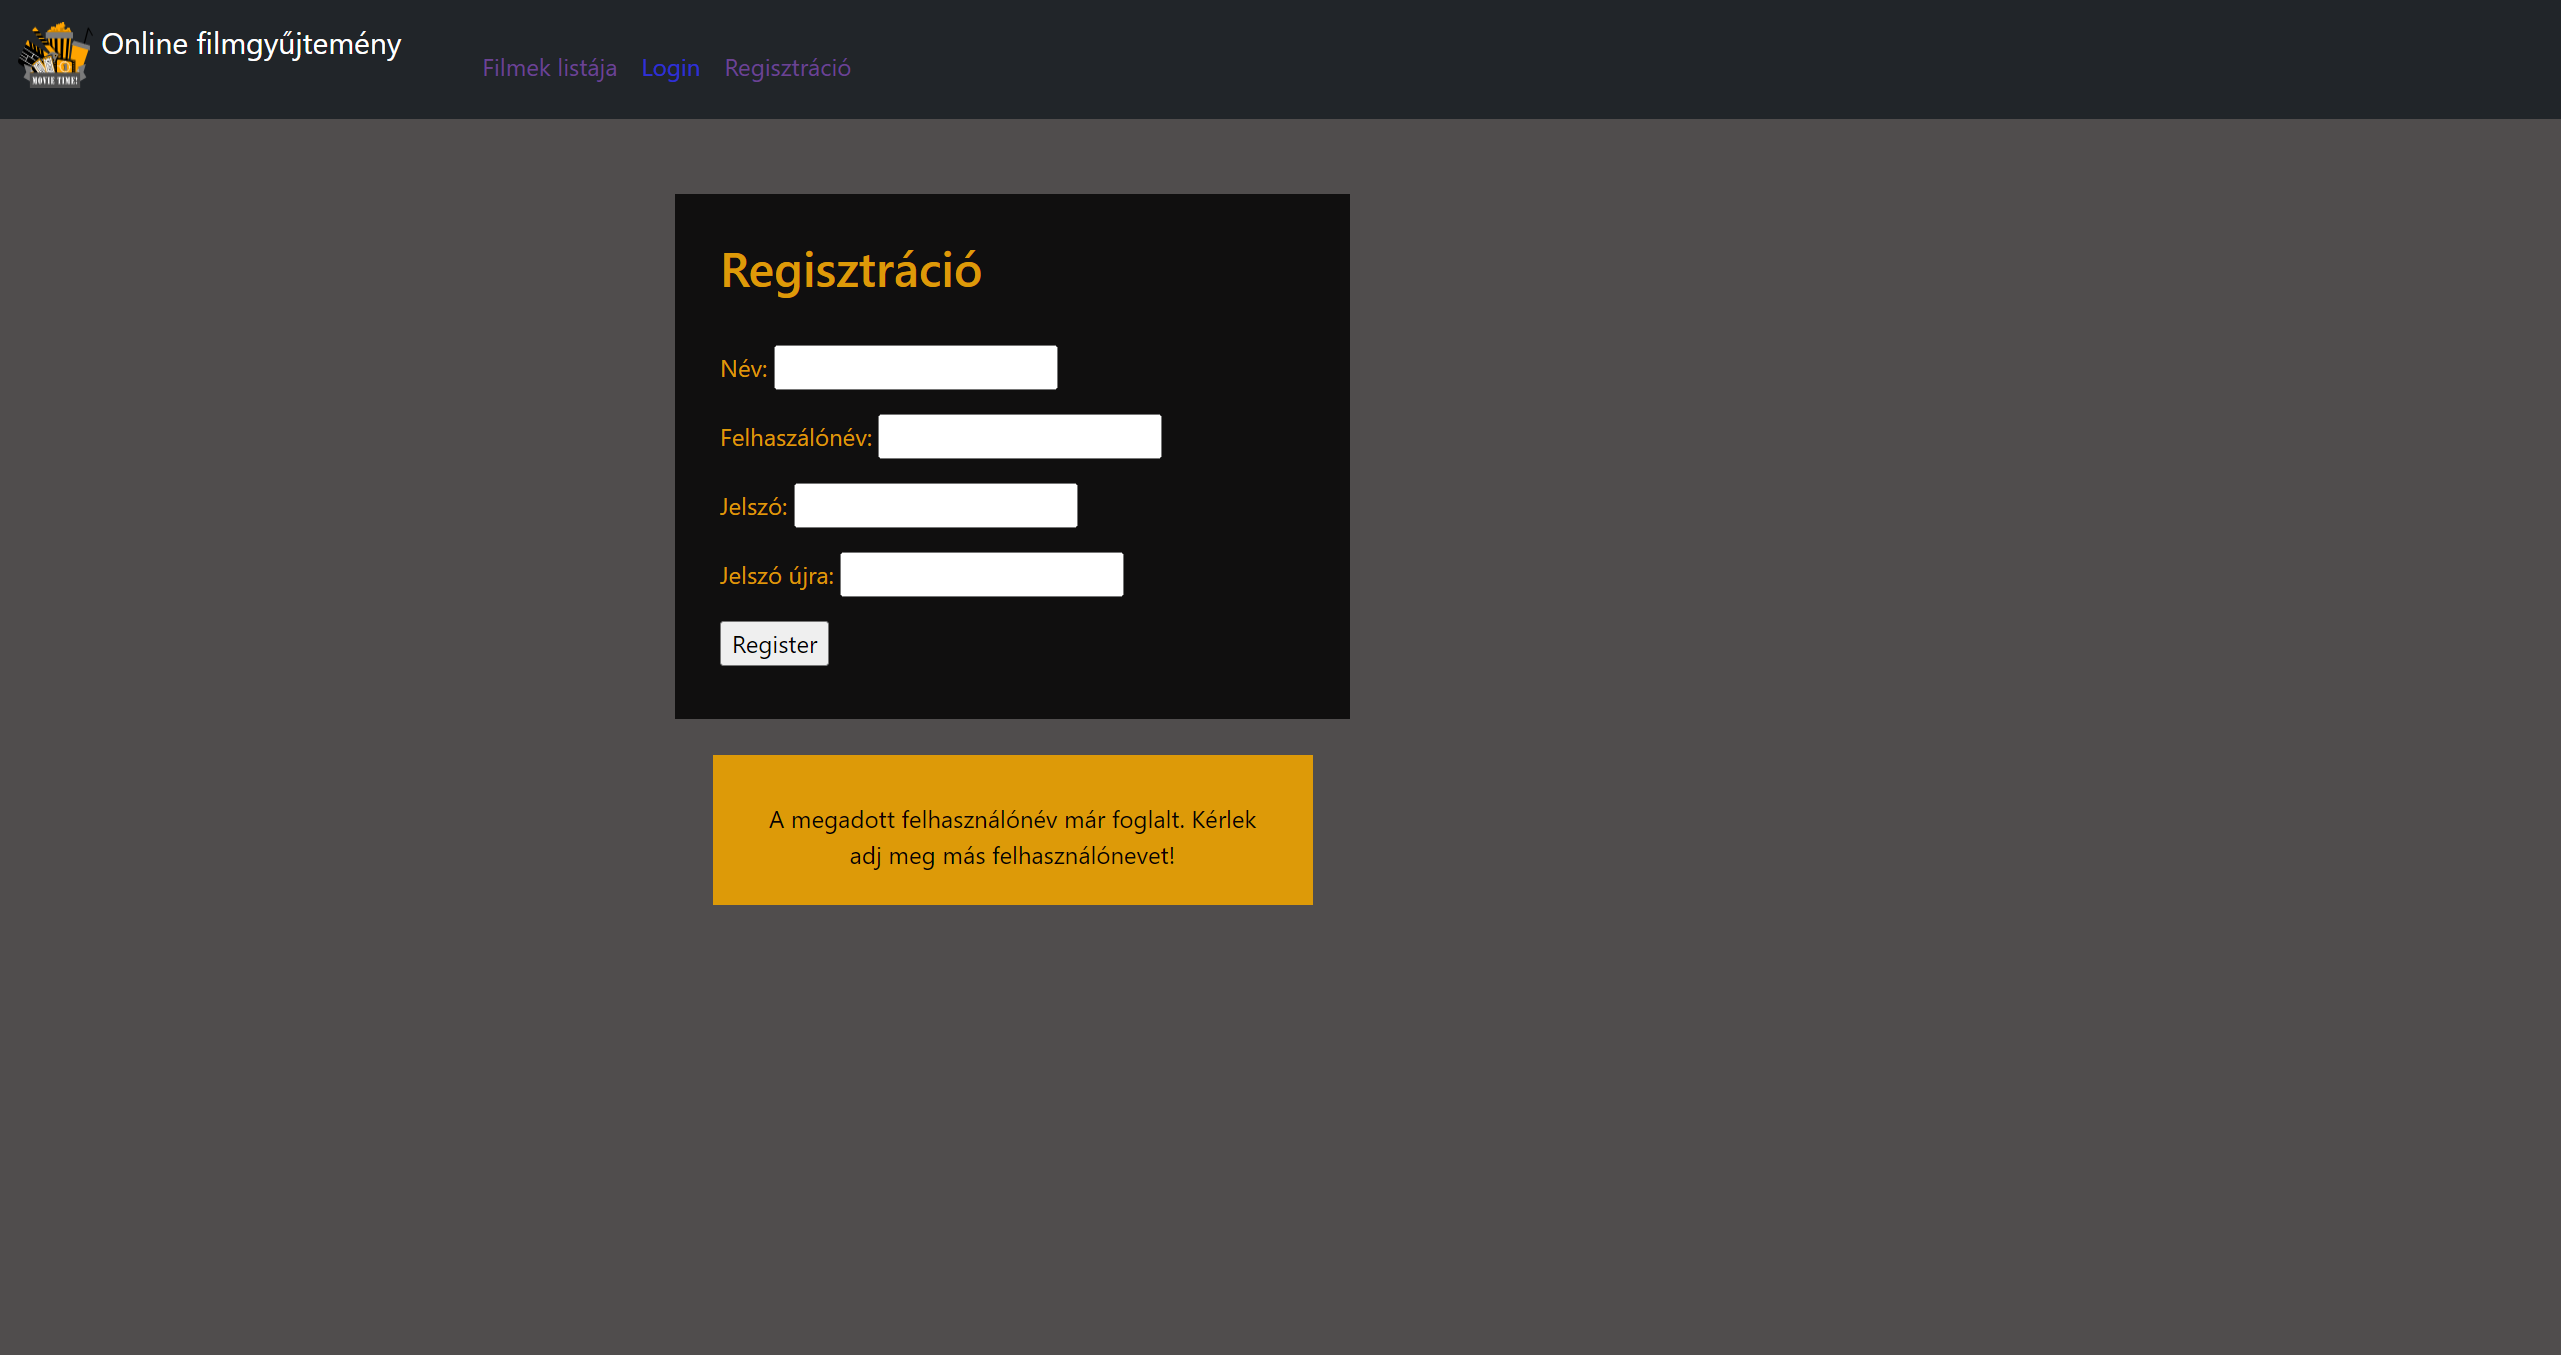 MOVIE TIME!
Online filmgyűjtemény
Filmek listája
Login
Regisztráció
Regisztráció
Név:
Felhaszálónév:
Jelszó:
Jelszó újra:
Register
A megadott felhasználónév már foglalt. Kérlek
adj meg más felhasználónevet!